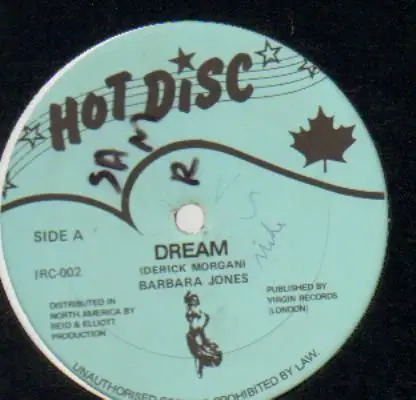 HOT DISC
SAM
R
SIDE A
IRC-002
DREAM
(DERICK MORGAN)
BARBARA JONES
DISTRIBUTED IN
NORTH AMERICA BY
REID & ELLIOTT
PRODUCTION
PUBLISHED BY
VIRGIN RECORDS
(LONDON)
UNAUTHORISED PROHIBITED BY LAW.